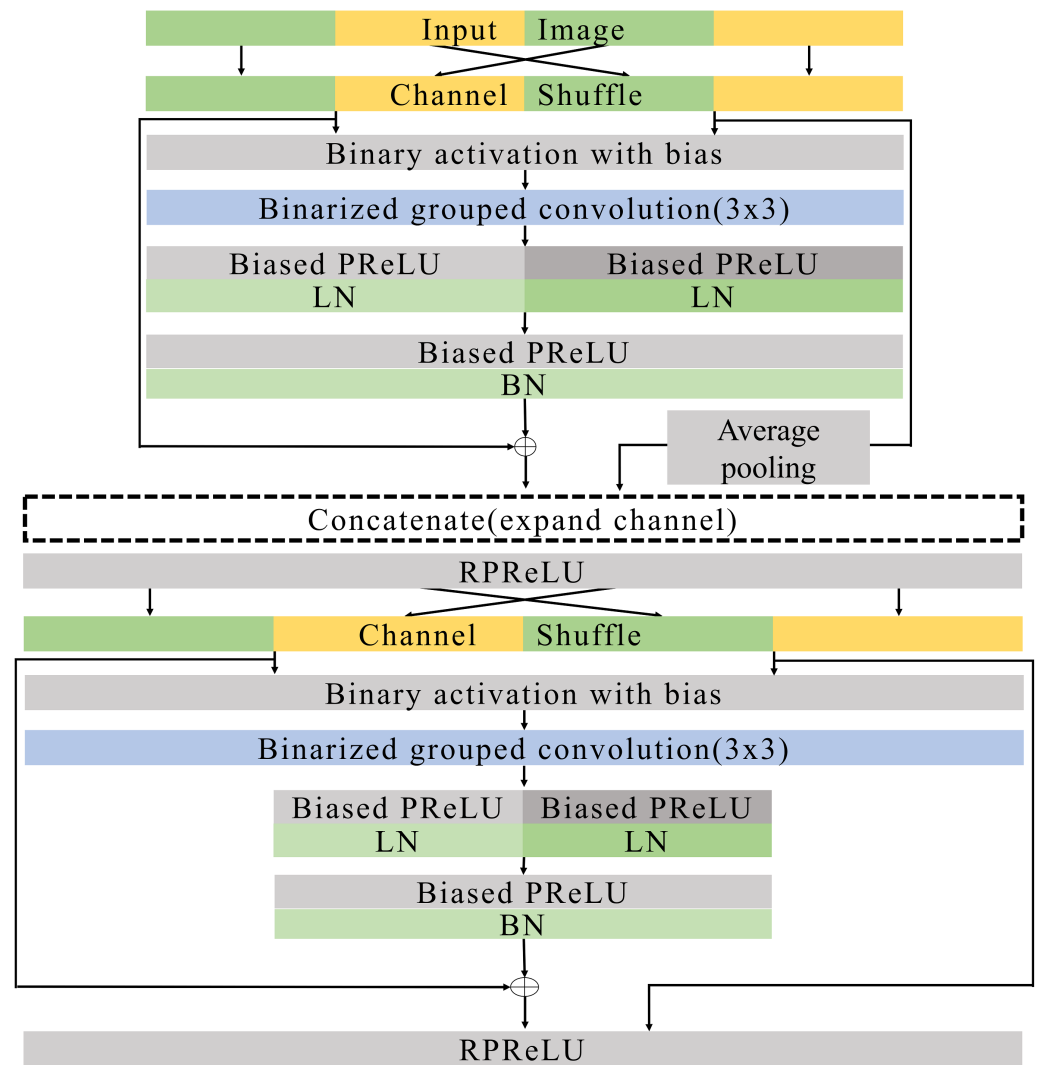 Input Image
Channel Shuffle
Binary activation with bias
Binarized grouped convolution(3x3)
Biased PReLU Biased PReLU
LN LN
Biased PReLU
BN
Average
pooling
Concatenate(expand channel)
RPReLU
Channel Shuffle
Binary activation with bias
Binarized grouped convolution(3x3)
Biased PReLU Biased PReLU
LN LN
Biased PReLU
BN
RPReLU